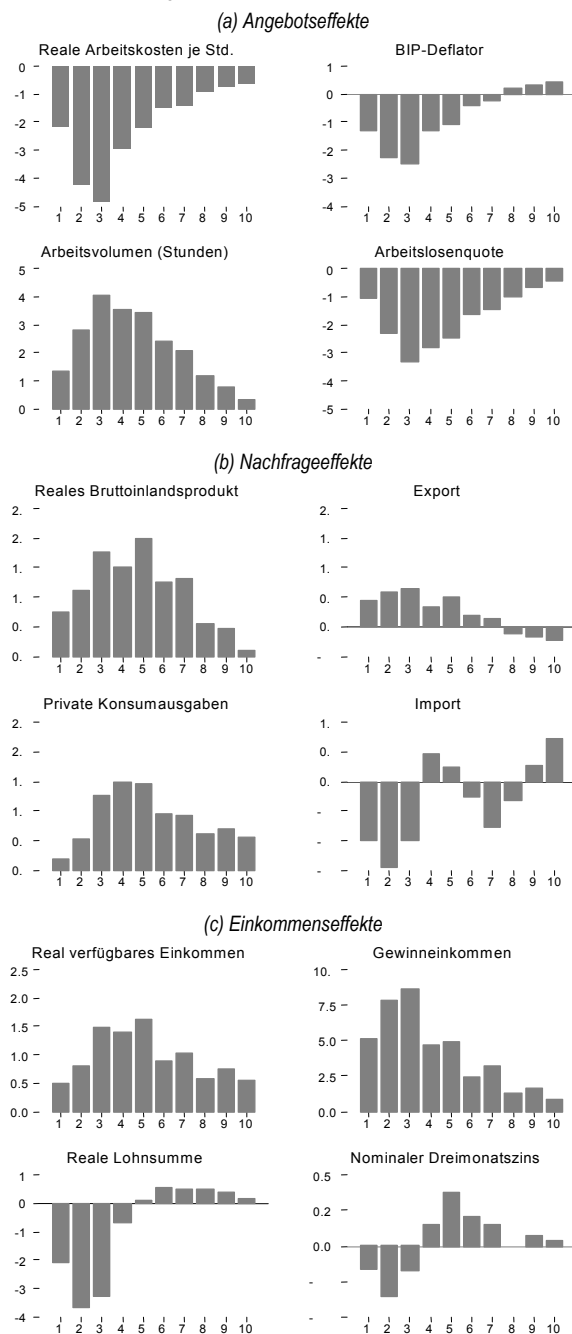 (a) Angebotseffekte
Reale Arbeitskosten je Std.
0
-1
-2
-3
-4
-5
1 2 3 4 5 6 7 8 9 10
BIP-Deflator
1
0
-1
-2
-3
-4
1 2 3 4 5 6 7 8 9 10
Arbeitsvolumen (Stunden)
5
4
3
2
1
0
1 2 3 4 5 6 7 8 9 10
Arbeitslosenquote
0
-1
-2
-3
-4
-5
1 2 3 4 5 6 7 8 9 10
(b) Nachfrageeffekte
Reales Bruttoinlandsprodukt
2.
2.
1.
1.
0.
0.
1 2 3 4 5 6 7 8 9 10
Export
2.
1.
1.
0.
0.
-
1 2 3 4 5 6 7 8 9 10
Private Konsumausgaben
2.
2.
1.
1.
0.
0.
1 2 3 4 5 6 7 8 9 10
Import
1.
0.
0.
-
-
-
1 2 3 4 5 6 7 8 9 10
(c) Einkommenseffekte
Real verfügbares Einkommen
2.5
2.0
1.5
1.0
0.5
0.0
1 2 3 4 5 6 7 8 9 10
Gewinneinkommen
10.
7.5
5.0
2.5
0.0
1 2 3 4 5 6 7 8 9 10
Reale Lohnsumme
1
0
-1
-2
-3
-4
1 2 3 4 5 6 7 8 9 10
Nominaler Dreimonatszins
0.5
0.2
0.0
-
-
1 2 3 4 5 6 7 8 9 10